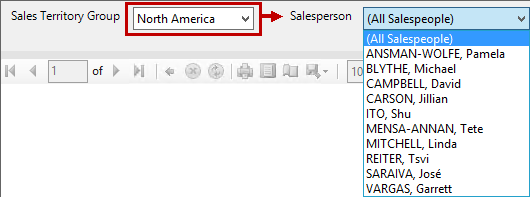 Sales Territory Group North America Salesperson (All Salespeople)
(All Salespeople)
ANSMAN-WOLFE, Pamela
1 of 10
BLYTHE, Michael
CAMPBELL, David
CARSON, Jillian
ITO, Shu
MENSA-ANNAN, Tete
MITCHELL, Linda
REITER, Tsvi
SARAIVA, José
VARGAS, Garrett